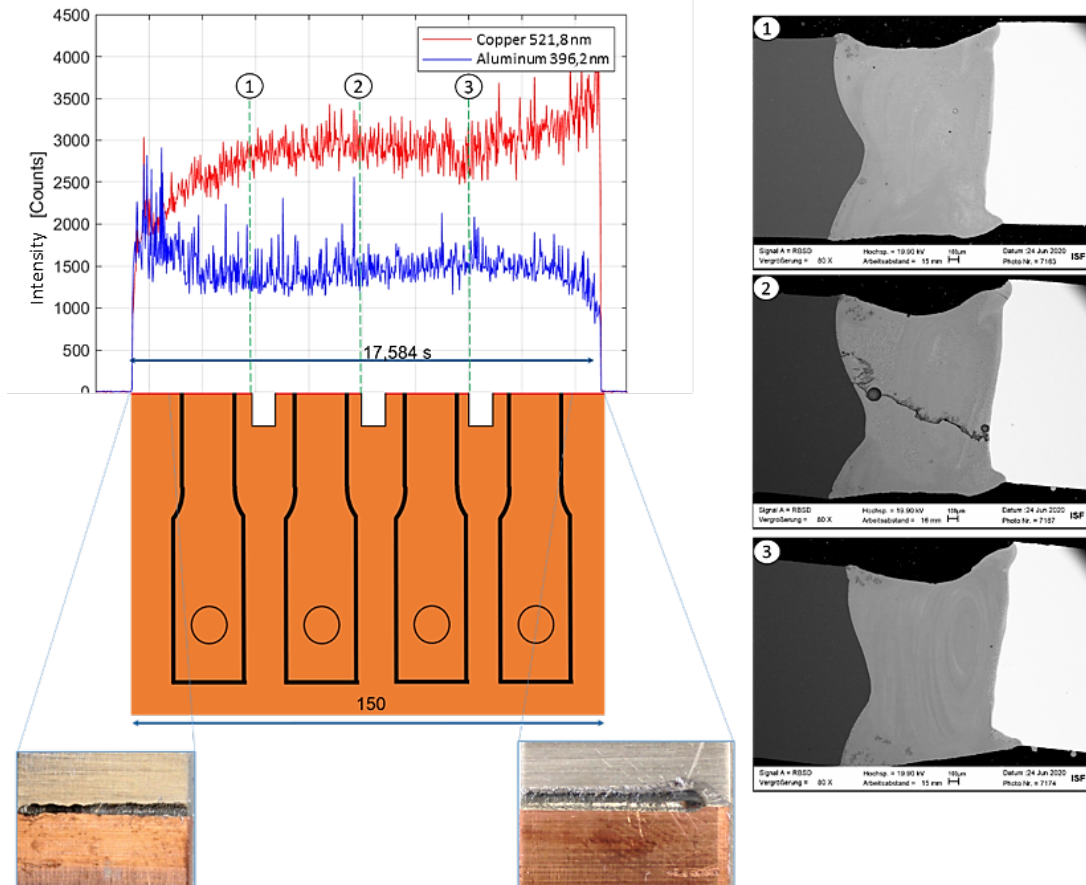 4500
4000
3500
3000
2500
2000
1500
1000
500
0
Intensity [Counts]
Copper 521,8 nm
Aluminum 396,2 nm
1
2
3
17,584 s
150
1
Signal A = RBSD
Vergrößerung = 80 X
Hochsp. = 19.90 kV
Arbeitsabstand = 15 mm
100µm
Datum :24 Jun 2020
Photo Nr. = 7163
ISF
2
Signal A = RBSD
Vergrößerung = 80 X
Hochsp. = 19.90 kV
Arbeitsabstand = 16 mm
100µm
Datum :24 Jun 2020
Photo Nr. = 7167
ISF
3
Signal A = RBSD
Vergrößerung = 80 X
Hochsp. = 19.90 kV
Arbeitsabstand = 15 mm
100µm
Datum :24 Jun 2020
Photo Nr. = 7174
ISF